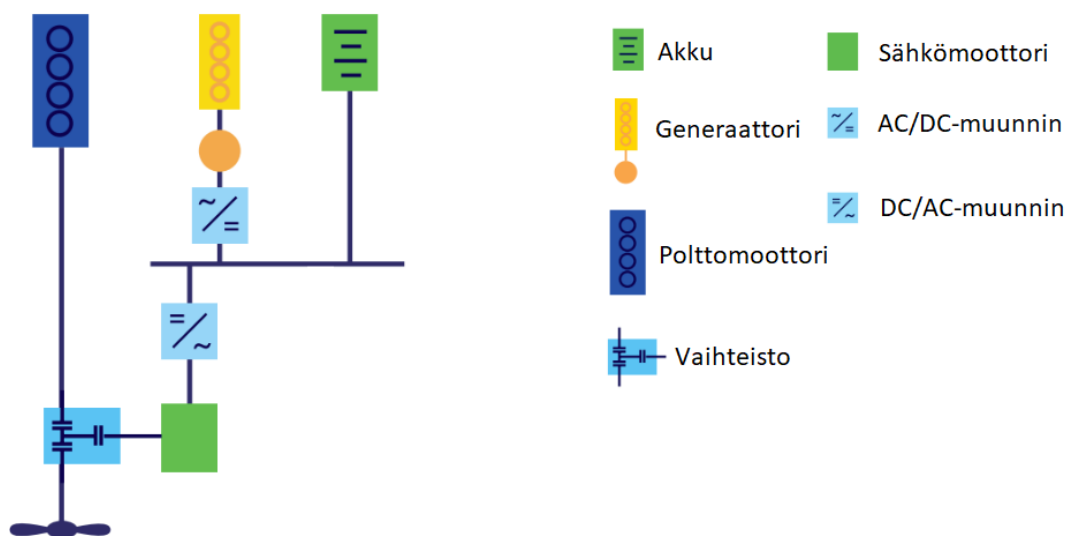 Akku
Sähkömoottori
Generaattori
AC/DC-muunnin
DC/AC-muunnin
Polttomoottori
Vaihteisto